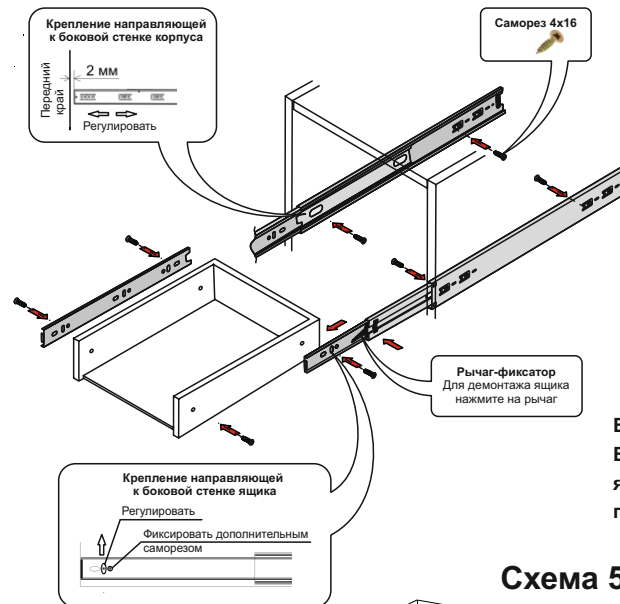 Крепление направляющей
к боковой стенке корпуса
Передний
край
2 мм
Регулировать
Саморез 4х16
Рычаг-фиксатор
Для демонтажа ящика
нажмите на рычаг
Крепление направляющей
к боковой стенке ящика
Регулировать
Фиксировать дополнительным
саморезом
Схема 5